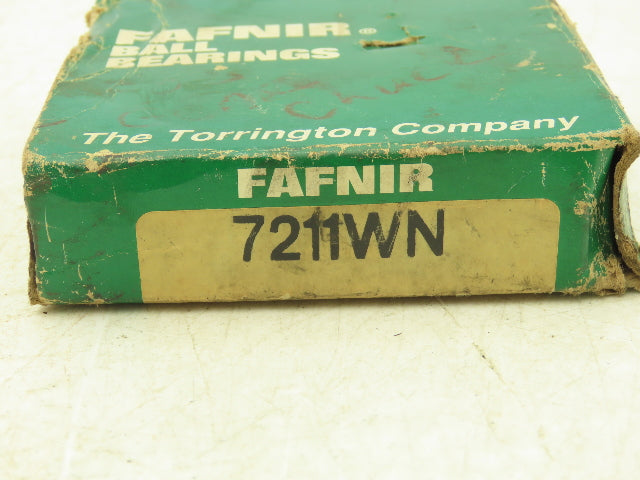 FAFNIR®
BALL
BEARINGS
The Torrington Company
FAFNIR
7211WN